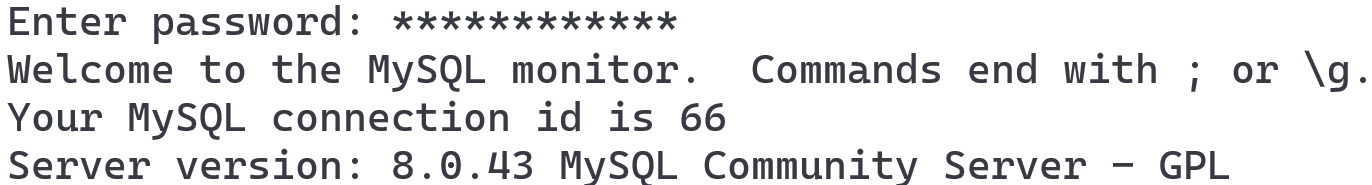 Enter password: ************
Welcome to the MySQL monitor.  Commands end with ; or \g.
Your MySQL connection id is 66
Server version: 8.0.43 MySQL Community Server - GPL